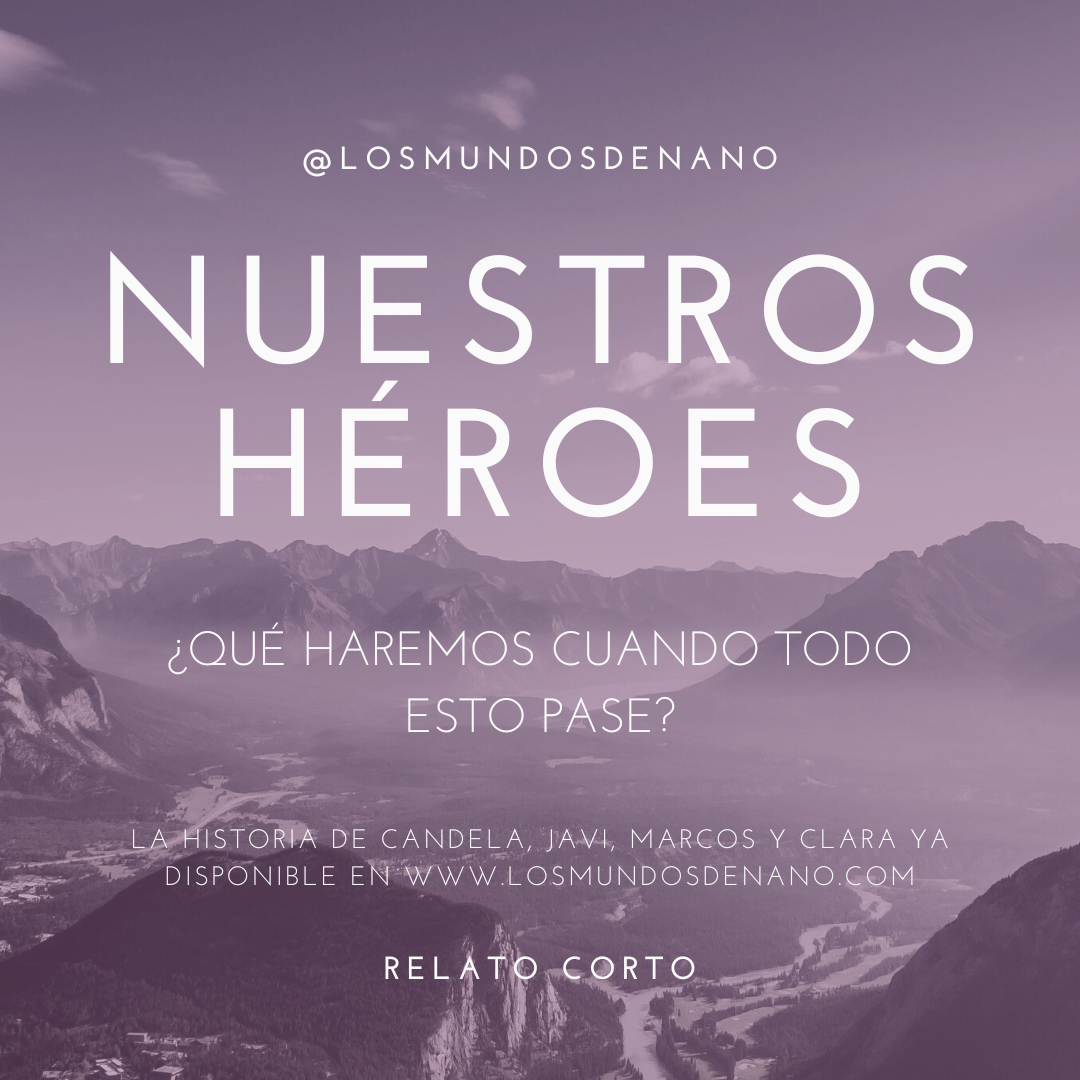 @LOSMUNDOSDENANO
NUESTROS
HÉROES
¿QUÉ HAREMOS CUANDO TODO
ESTO PASE?
LA HISTORIA DE CANDELA, JAVI, MARCOS Y CLARA YA
DISPONIBLE EN WWW.LOSMUNDOSDENANO.COM
RELATO CORTO